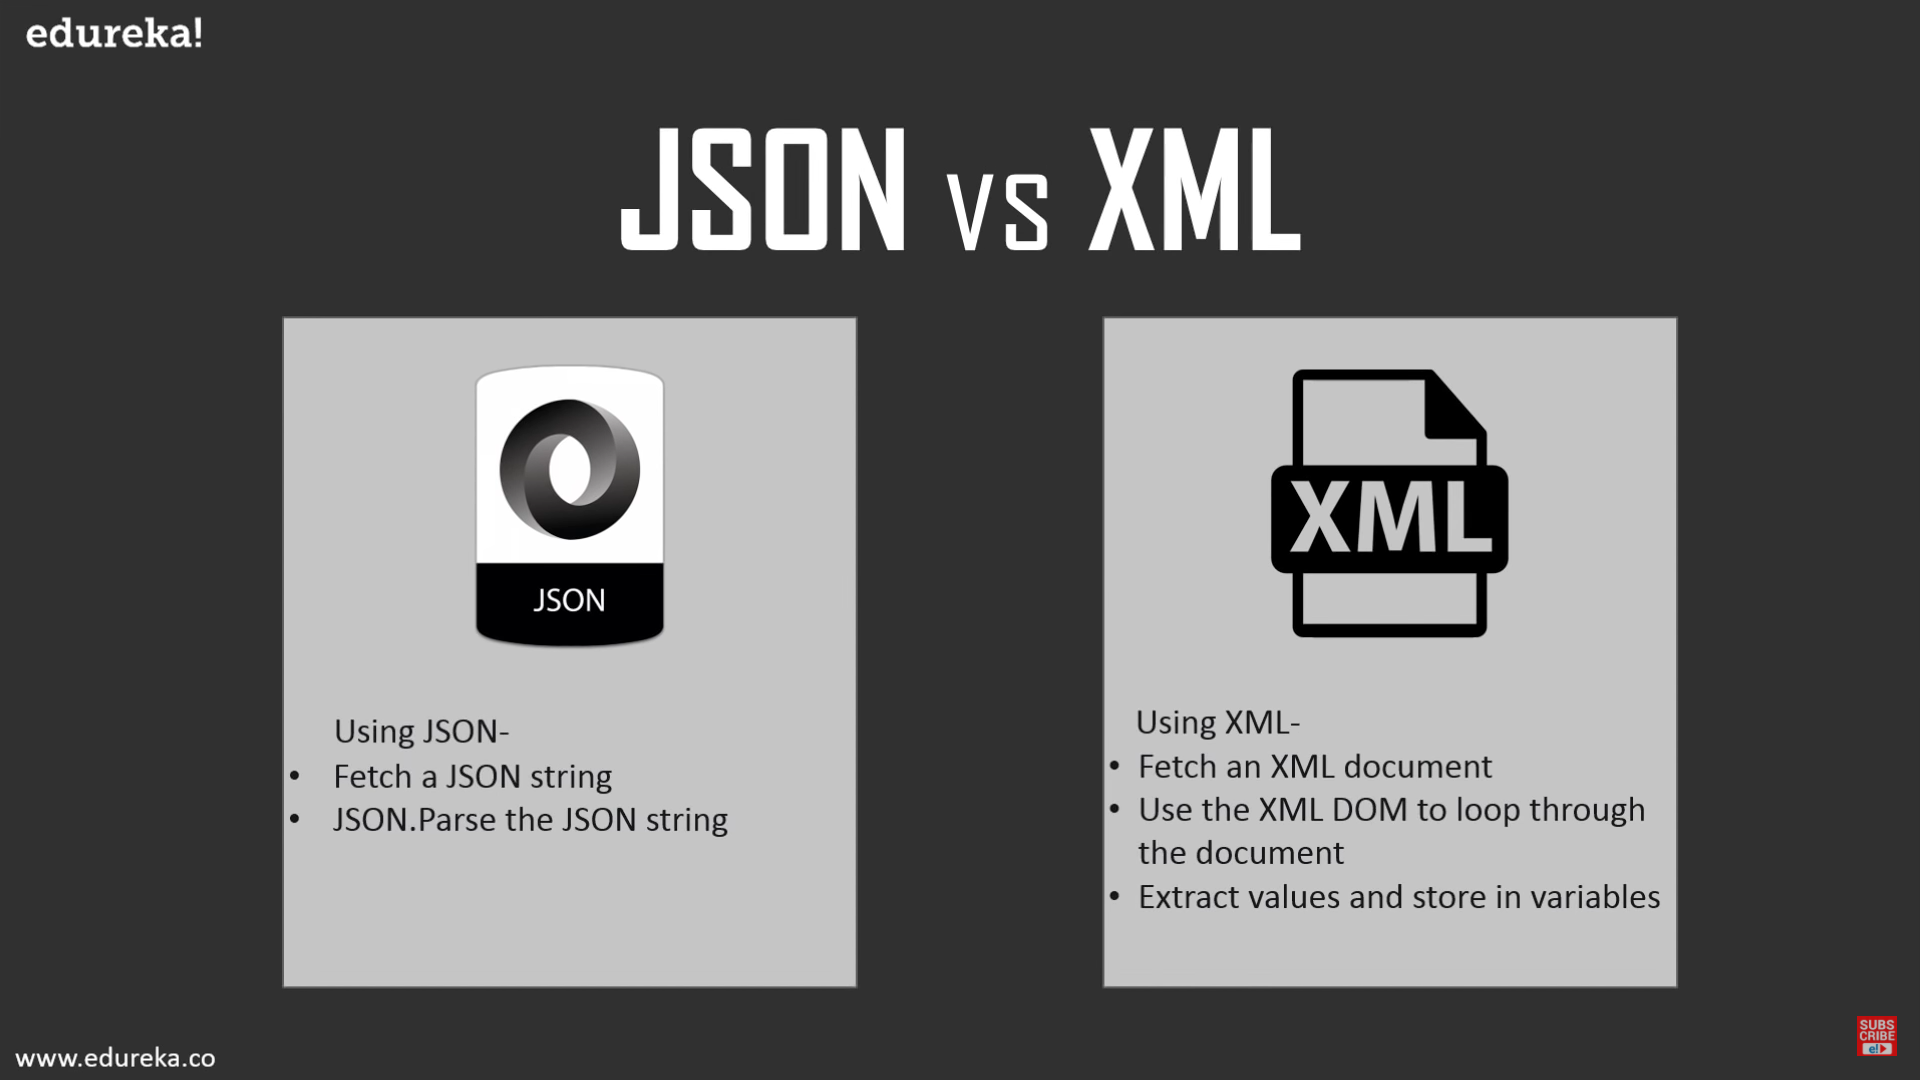 edureka!
JSON VS XML
JSON
Using JSON-
• Fetch a JSON string
• JSON.Parse the JSON string
XML
Using XML-
• Fetch an XML document
• Use the XML DOM to loop through
the document
• Extract values and store in variables
www.edureka.co
SUBS
CRIBE
e!